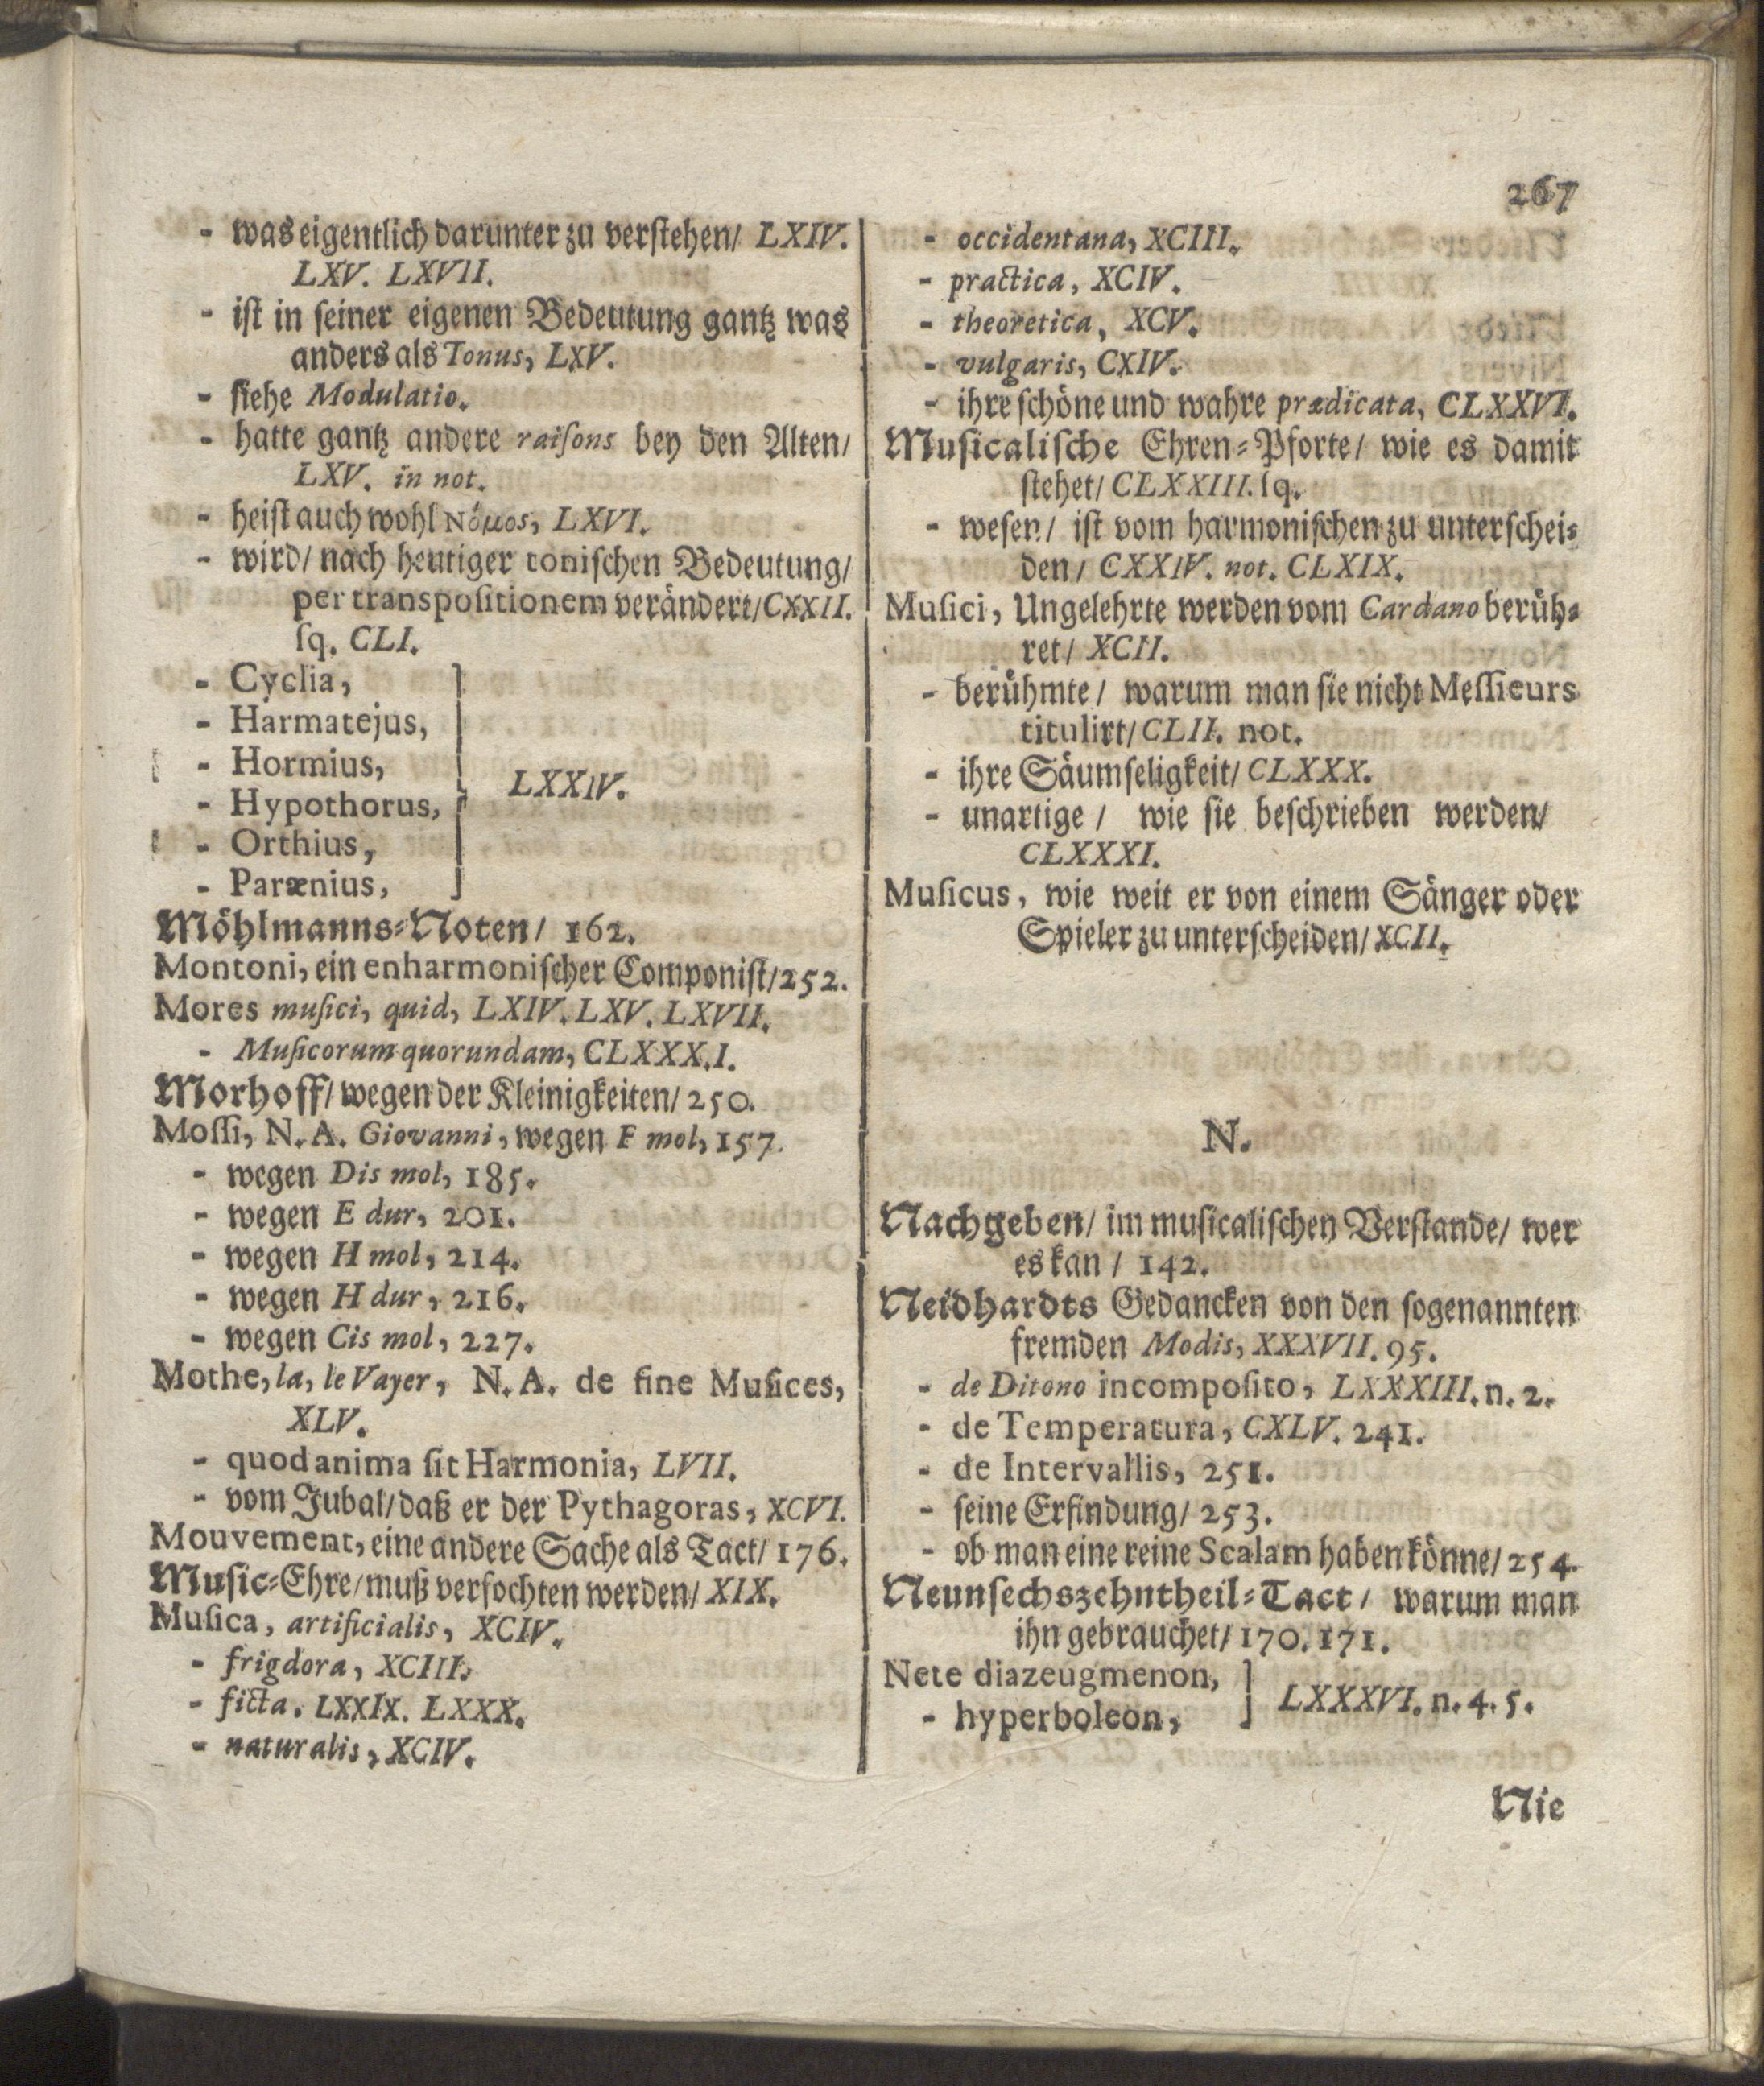 267
- was eigentlich darunter zu verstehen/ LXIV.
LXV. LXVII.
- ist in seiner eigenen Bedeutung gantz was
anders als Tonus, LXV.
- siehe Modulatio.
- hatte gantz andere raisons bey den Alten/
LXV. in not.
- heist auch wohl Νόμος, LXVI.
- wird/ nach heutiger tonischen Bedeutung/
per transpositionem verändert/ CXXII.
sq. CLI.
- Cyclia,
- Harmatejus,
- Hormius,
- Hypothorus,
LXXIV.
- Orthius,
- Parænius,
Möhlmanns-Noten/ 162.
Montoni, ein enharmonischer Componist/ 252.
Mores musici, quid, LXIV. LXV. LXVII.
- Musicorum quorundam, CLXXX.I.
Morhoff/ wegen der Kleinigkeiten/ 250.
Mossi, N. A. Giovanni, wegen F mol, 157.
- wegen Dis mol, 185.
- wegen E dur, 201.
- wegen H mol, 214.
- wegen H dur, 216.
- wegen Cis mol, 227.
Mothe, la, le Vayer, N. A. de fine Musices,
XLV.
- quod anima sit Harmonia, LVII.
- vom Jubal/ daß er der Pythagoras, XCVI.
Mouvement, eine andere Sache als Tact/ 176.
Music-Ehre/ muß verfochten werden/ XIX.
Musica, artificialis, XCIV.
- frigdora, XCIII.
- ficta. LXXIX. LXXX.
- naturalis, XCIV.
- occidentana, XCIII.
- practica, XCIV.
- theoretica, XCV.
- vulgaris, CXIV.
- ihre schöne und wahre prædicata, CLXXVI.
Musicalische Ehren-Pforte/ wie es damit
stehet/ CLXXIII. sq.
- wesen/ ist vom harmonischen zu unterschei-
den/ CXXIV. not. CLXIX.
Musici, Ungelehrte werden vom Cardano berüh-
ret/ XCII.
- berühmte/ warum man sie nicht Messieurs
titulirt/ CLII. not.
- ihre Säumseligkeit/ CLXXX.
- unartige/ wie sie beschrieben werden/
CLXXXI.
Musicus, wie weit er von einem Sänger oder
Spieler zu unterscheiden/ XCII.
N.
Nachgeben/ im musicalischen Verstande/ wer
es kan/ 142.
Neidhardts Gedancken von den sogenannten
fremden Modis, XXXVII. 95.
- de Ditono incomposito, LXXXIII. n. 2.
- de Temperatura, CXLV. 241.
- de Intervallis, 251.
- seine Erfindung/ 253.
- ob man eine reine Scalam haben könne/ 254.
Neunsechszehntheil-Tact/ warum man
ihn gebrauchet/ 170. 171.
Nete diazeugmenon,
LXXXVI. n. 4. 5.
- hyperboleon,
Nie